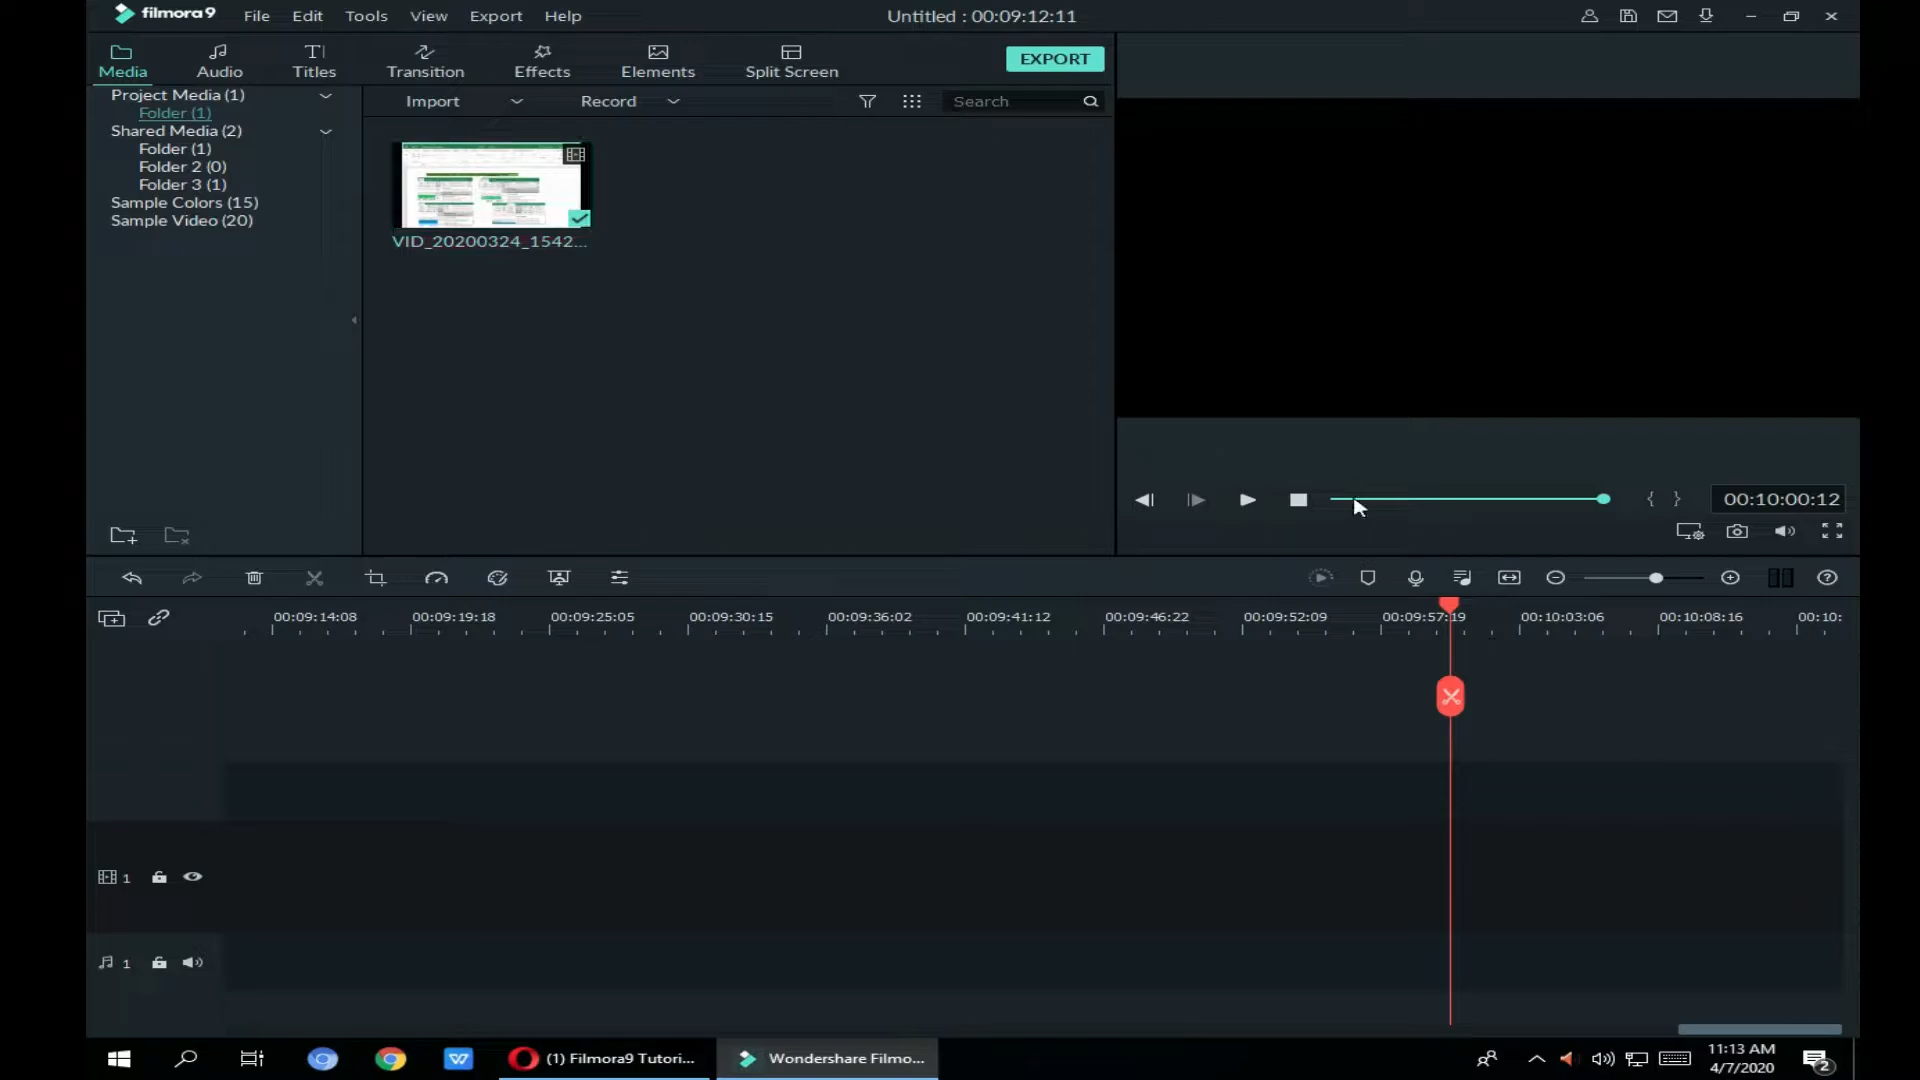 filmora9 File Edit Tools View Export Help Untitled : 00:09:12:11
Media Audio Titles Transition Effects Elements Split Screen EXPORT
Project Media (1)
Folder (1)
Shared Media (2)
Folder (1)
Folder 2 (0)
Folder 3 (1)
Sample Colors (15)
Sample Video (20)
Import Record Search
VID_20200324_1542...
00:10:00:12
00:09:14:08 00:09:19:18 00:09:25:05 00:09:30:15 00:09:36:02 00:09:41:12 00:09:46:22 00:09:52:09 00:09:57:19 00:10:03:06 00:10:08:16 00:10:
1
1
(1) Filmora9 Tutori... Wondershare Filmo... 11:13 AM
4/7/2020 2